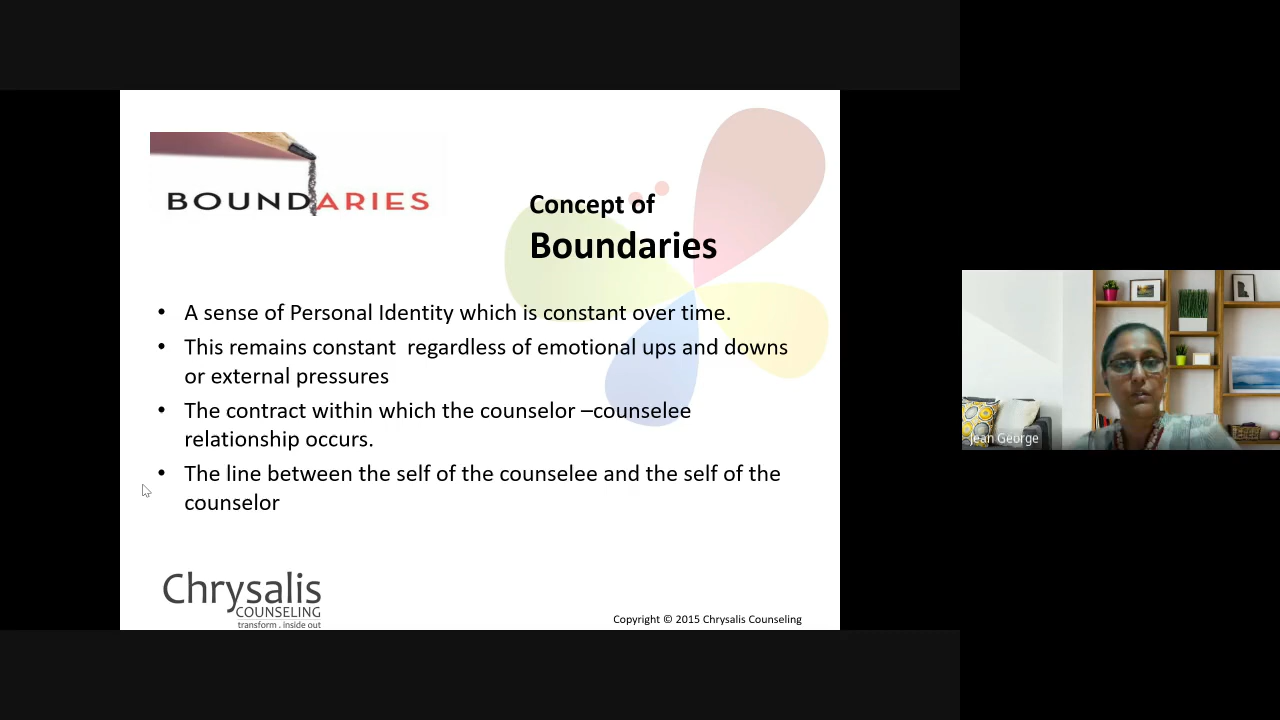 BOUNDARIES
Concept of
Boundaries
• A sense of Personal Identity which is constant over time.
• This remains constant  regardless of emotional ups and downs
or external pressures
• The contract within which the counselor –counselee
relationship occurs.
• The line between the self of the counselee and the self of the
counselor
Jean George
Chrysalis
COUNSELING
transform . inside out
Copyright © 2015 Chrysalis Counseling